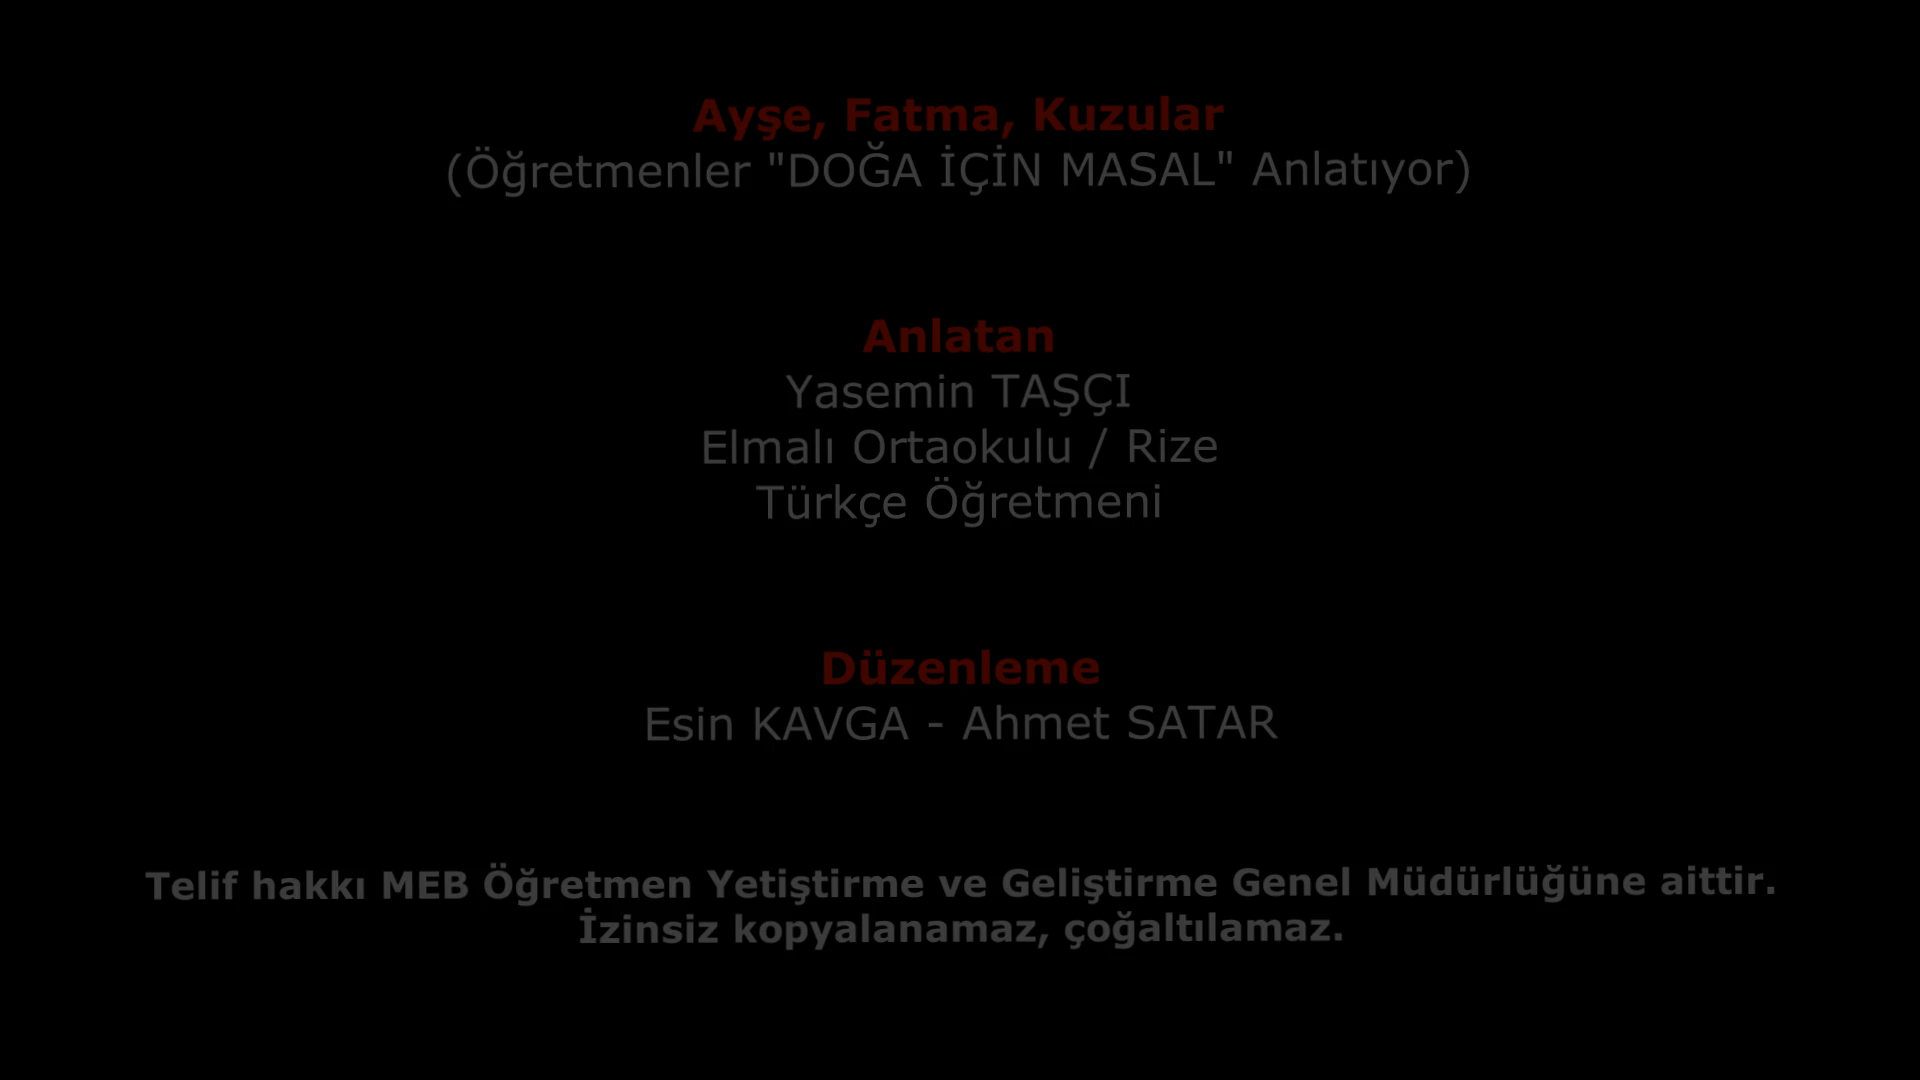 Ayşe, Fatma, Kuzular
(Öğretmenler "DOĞA İÇİN MASAL" Anlatıyor)
Anlatan
Yasemin TAŞÇI
Elmalı Ortaokulu / Rize
Türkçe Öğretmeni
Düzenleme
Esin KAVGA - Ahmet SATAR
Telif hakkı MEB Öğretmen Yetiştirme ve Geliştirme Genel Müdürlüğüne aittir.
İzinsiz kopyalanamaz, çoğaltılamaz.